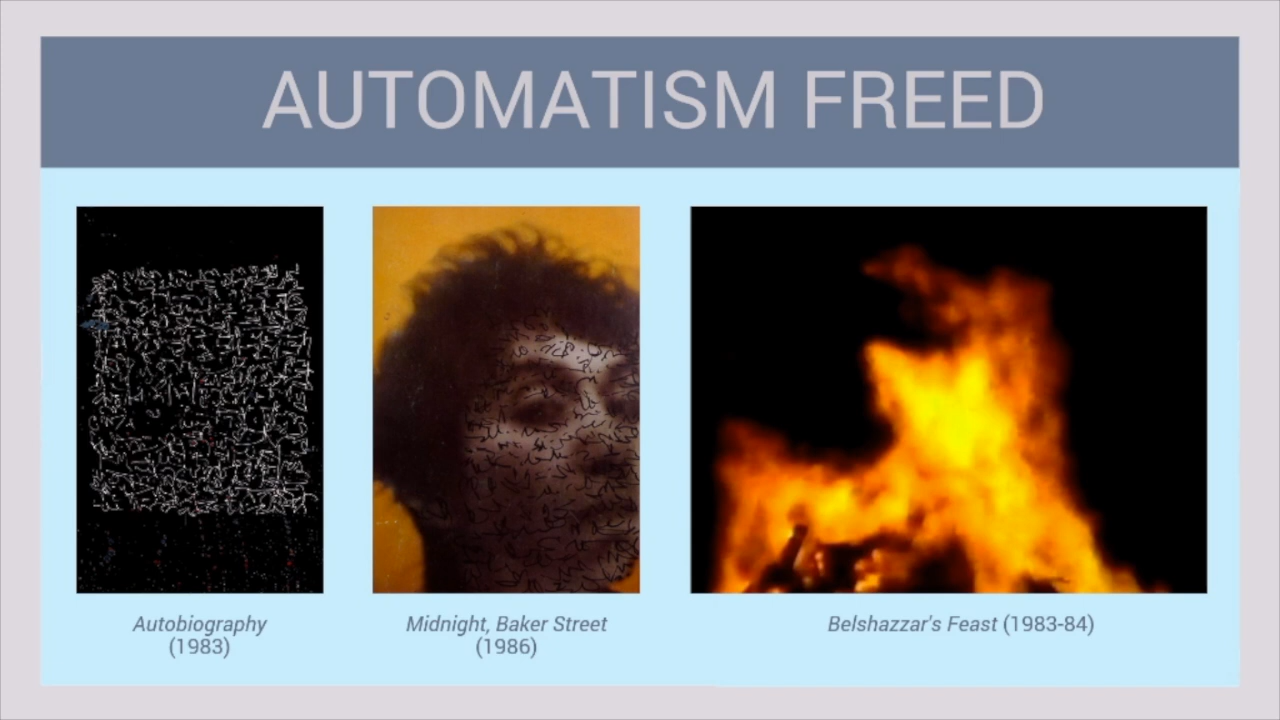 AUTOMATISM FREED
Autobiography
(1983)
Midnight, Baker Street
(1986)
Belshazzar's Feast (1983-84)